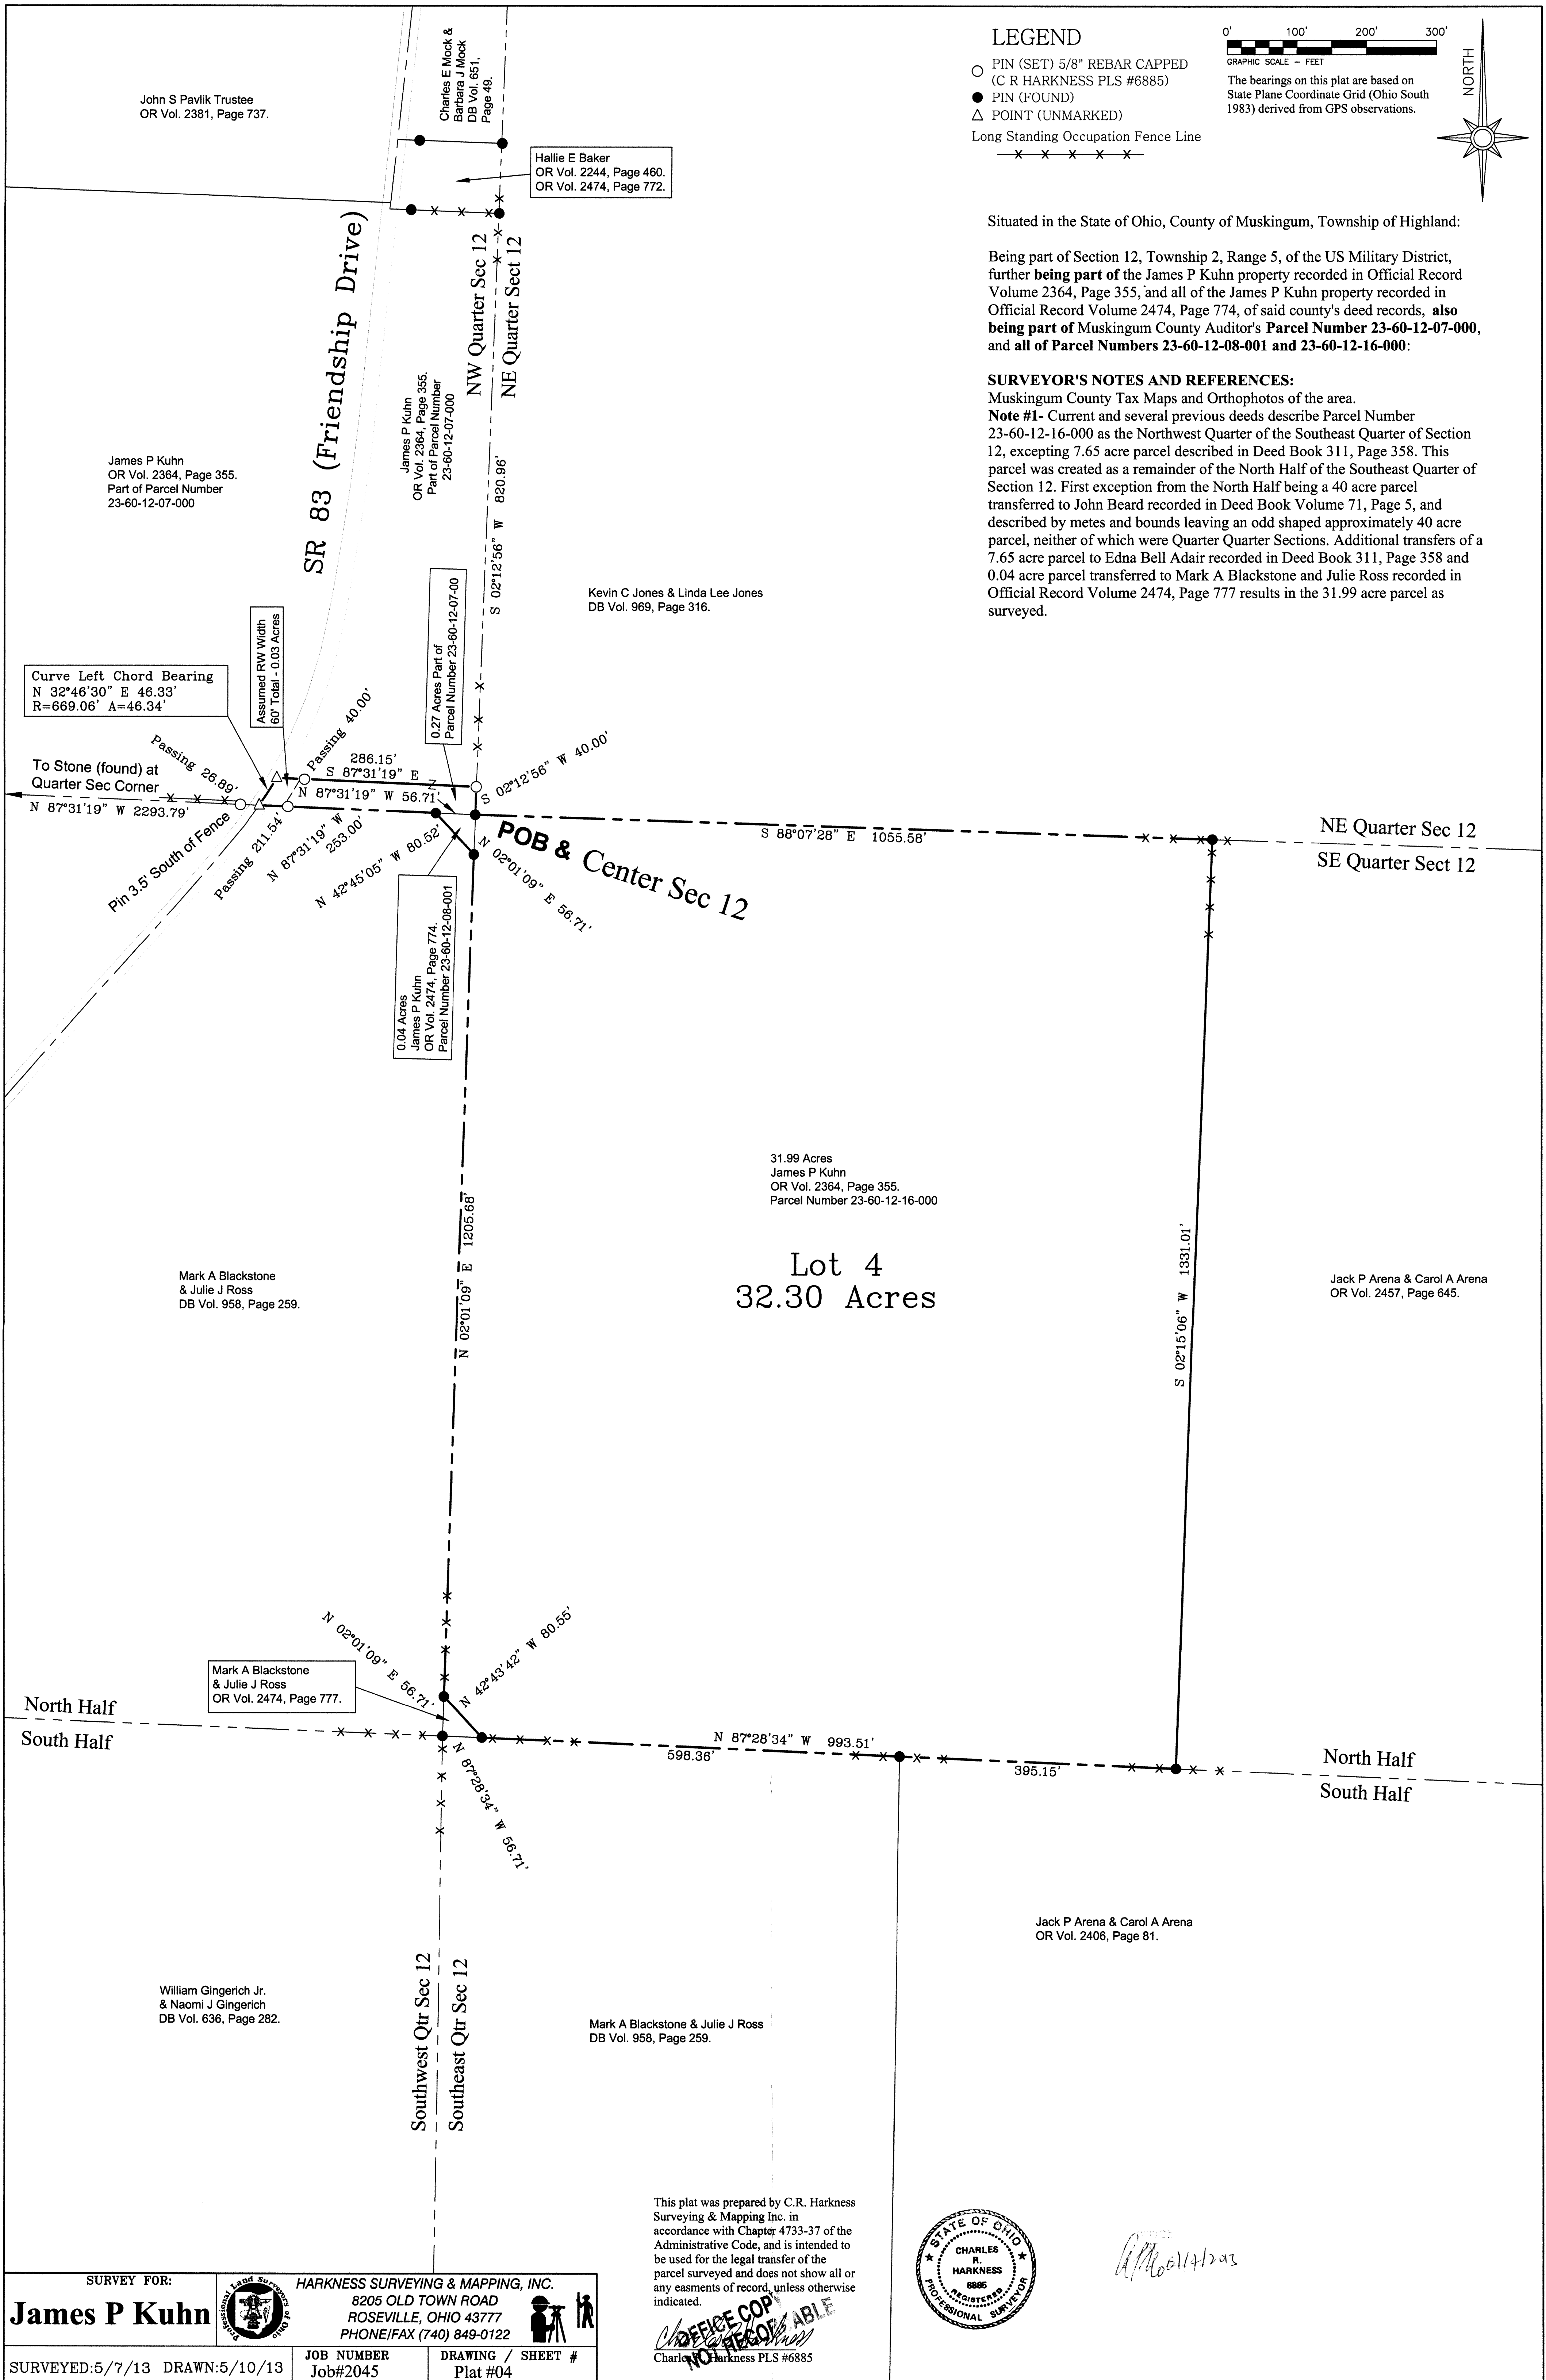 LEGEND
PIN (SET) 5/8" REBAR CAPPED
(C R HARKNESS PLS #6885)
PIN (FOUND)
POINT (UNMARKED)
Long Standing Occupation Fence Line
0' 100' 200' 300'
GRAPHIC SCALE - FEET
The bearings on this plat are based on
State Plane Coordinate Grid (Ohio South
1983) derived from GPS observations.
NORTH
Situated in the State of Ohio, County of Muskingum, Township of Highland:
Being part of Section 12, Township 2, Range 5, of the US Military District,
further being part of the James P Kuhn property recorded in Official Record
Volume 2364, Page 355, and all of the James P Kuhn property recorded in
Official Record Volume 2474, Page 774, of said county's deed records, also
being part of Muskingum County Auditor's Parcel Number 23-60-12-07-000,
and all of Parcel Numbers 23-60-12-08-001 and 23-60-12-16-000:
SURVEYOR'S NOTES AND REFERENCES:
Muskingum County Tax Maps and Orthophotos of the area.
Note #1- Current and several previous deeds describe Parcel Number
23-60-12-16-000 as the Northwest Quarter of the Southeast Quarter of Section
12, excepting 7.65 acre parcel described in Deed Book 311, Page 358. This
parcel was created as a remainder of the North Half of the Southeast Quarter of
Section 12. First exception from the North Half being a 40 acre parcel
transferred to John Beard recorded in Deed Book Volume 71, Page 5, and
described by metes and bounds leaving an odd shaped approximately 40 acre
parcel, neither of which were Quarter Quarter Sections. Additional transfers of a
7.65 acre parcel to Edna Bell Adair recorded in Deed Book 311, Page 358 and
0.04 acre parcel transferred to Mark A Blackstone and Julie Ross recorded in
Official Record Volume 2474, Page 777 results in the 31.99 acre parcel as
surveyed.
John S Pavlik Trustee
OR Vol. 2381, Page 737.
Charles E Mock &
Barbara J Mock
DB Vol. 651,
Page 49.
Hallie E Baker
OR Vol. 2244, Page 460.
OR Vol. 2474, Page 772.
SR 83 (Friendship Drive)
NW Quarter Sec 12
NE Quarter Sect 12
James P Kuhn
OR Vol. 2364, Page 355.
Part of Parcel Number
23-60-12-07-000
James P Kuhn
OR Vol. 2364, Page 355.
Part of Parcel Number
23-60-12-07-000
S 02°12'56" W 820.96'
Kevin C Jones & Linda Lee Jones
DB Vol. 969, Page 316.
Curve Left Chord Bearing
N 32°46'30" E 46.33'
R=669.06' A=46.34'
Assumed RW Width
60' Total - 0.03 Acres
0.27 Acres Part of
Parcel Number 23-60-12-07-00
Passing 40.00'
Passing 26.89'
286.15'
S 87°31'19" E
Z
S 02°12'56" W 40.00'
To Stone (found) at
Quarter Sec Corner
N 87°31'19" W 2293.79'
N 87°31'19" W 56.71'
Pin 3.5' South of Fence
Passing 211.54'
N 87°31'19" W
253.00'
N 42°45'05" W 80.52'
N 02°01'09" E 56.71'
POB & Center Sec 12
S 88°07'28" E 1055.58'
NE Quarter Sec 12
SE Quarter Sect 12
0.04 Acres
James P Kuhn
OR Vol. 2474, Page 774.
Parcel Number 23-60-12-08-001
31.99 Acres
James P Kuhn
OR Vol. 2364, Page 355.
Parcel Number 23-60-12-16-000
Lot 4
32.30 Acres
N 02°01'09" E 1205.68'
S 02°15'06" W 1331.01'
Mark A Blackstone
& Julie J Ross
DB Vol. 958, Page 259.
Jack P Arena & Carol A Arena
OR Vol. 2457, Page 645.
N 02°01'09" E 56.71'
N 42°43'42" W 80.55'
Mark A Blackstone
& Julie J Ross
OR Vol. 2474, Page 777.
North Half
South Half
N 87°28'34" W 56.71'
N 87°28'34" W 993.51'
598.36'
395.15'
North Half
South Half
Jack P Arena & Carol A Arena
OR Vol. 2406, Page 81.
William Gingerich Jr.
& Naomi J Gingerich
DB Vol. 636, Page 282.
Southwest Qtr Sec 12
Southeast Qtr Sec 12
Mark A Blackstone & Julie J Ross
DB Vol. 958, Page 259.
This plat was prepared by C.R. Harkness
Surveying & Mapping Inc. in
accordance with Chapter 4733-37 of the
Administrative Code, and is intended to
be used for the legal transfer of the
parcel surveyed and does not show all or
any easments of record, unless otherwise
indicated.
OFFICE COPY
NOT RECORDABLE
Harkness PLS #6885
STATE OF OHIO
CHARLES
R.
HARKNESS
6885
REGISTERED
PROFESSIONAL SURVEYOR
SURVEY FOR:
James P Kuhn
Professional Land Surveyors of Ohio
HARKNESS SURVEYING & MAPPING, INC.
8205 OLD TOWN ROAD
ROSEVILLE, OHIO 43777
PHONE/FAX (740) 849-0122
SURVEYED:5/7/13 DRAWN:5/10/13
JOB NUMBER
Job#2045
DRAWING / SHEET #
Plat #04